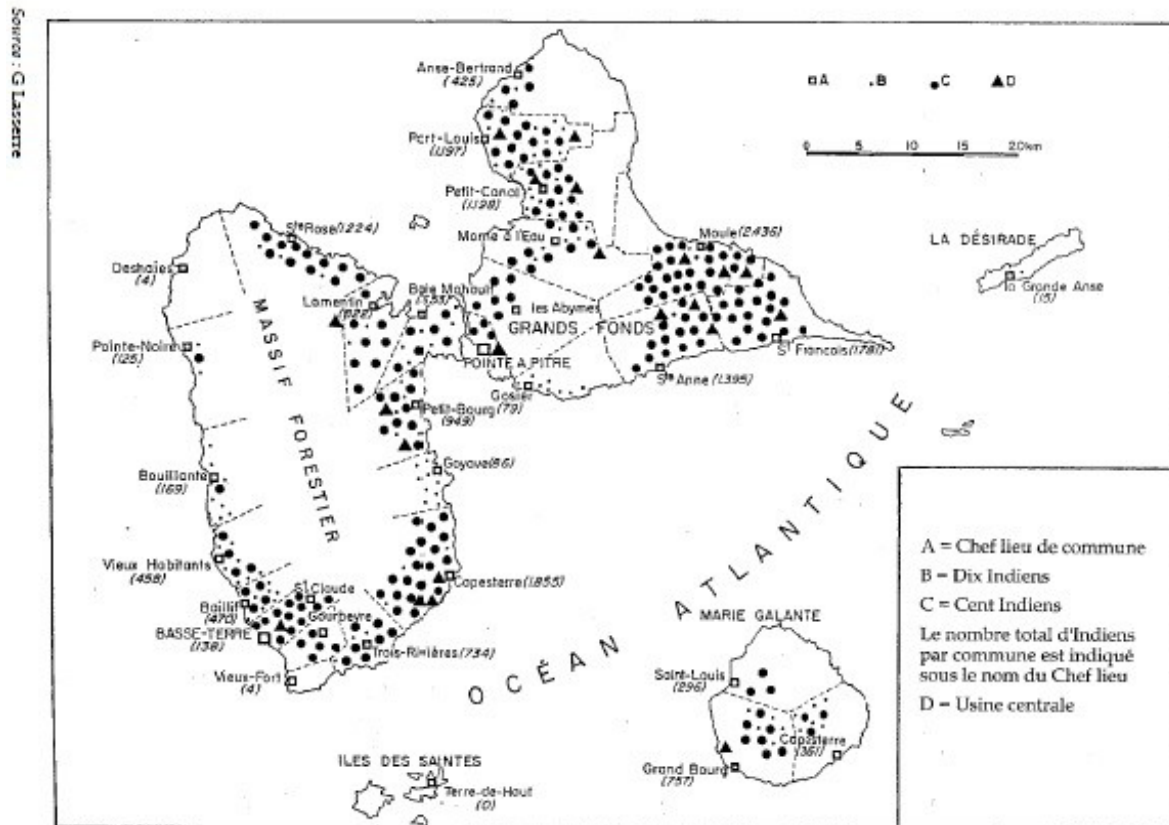 Source : G Lasserre
A
B
C
D
0 5 10 15 20km
Anse-Bertrand
(425)
Port-Louis
(1197)
Petit-Canal
(1198)
Morne à l'Eau
Moule (2436)
LA DÉSIRADE
la Grande Anse
(15)
Ste Rose (1224)
Deshaies
(4)
Lamentin
Baie Mahault
les Abymes
GRANDS FONDS
Pointe-Noire
(125)
POINTE A PITRE
St François (1781)
Ste Anne (1395)
Gosier
(79)
Petit-Bourg
(949)
MASSIF FORESTIER
Goyave (86)
Bouillante
(169)
Vieux Habitants
(458)
St Claude
Capesterre (1855)
Baillif
(470)
Gourbeyre
BASSE-TERRE
(138)
Trois-Rivières (734)
Vieux-Fort
(4)
OCÉAN ATLANTIQUE
MARIE GALANTE
Saint-Louis
(296)
Capesterre
(361)
Grand Bourg
(757)
ILES DES SAINTES
Terre-de-Haut
(0)
A = Chef lieu de commune
B = Dix Indiens
C = Cent Indiens
Le nombre total d'Indiens
par commune est indiqué
sous le nom du Chef lieu
D = Usine centrale